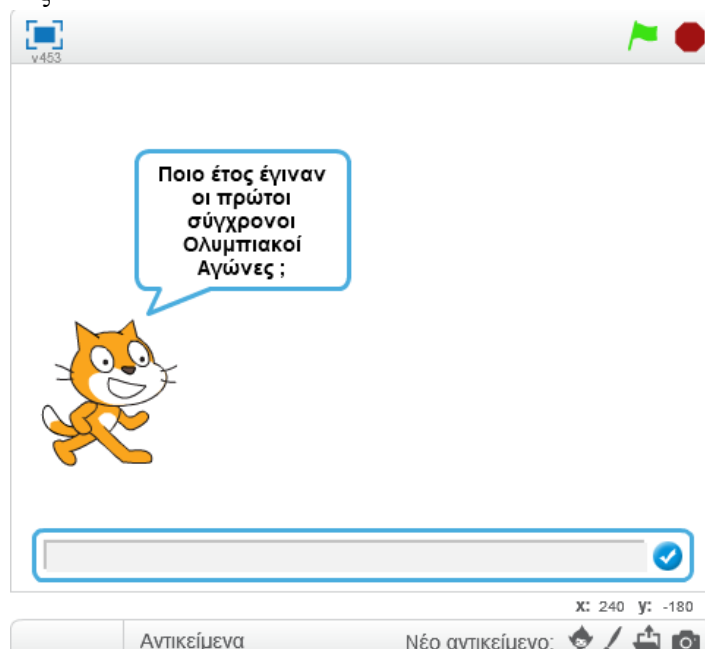 v453
Ποιο έτος έγιναν
οι πρώτοι
σύγχρονοι
Ολυμπιακοί
Αγώνες ;
x: 240 y: -180
Αντικείμενα
Νέο αντικείμενο: